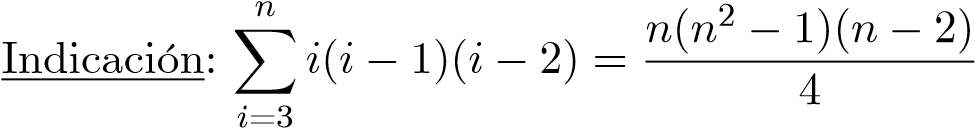 Indicación: $\sum_{i=3}^{n} i(i-1)(i-2) = \frac{n(n^2-1)(n-2)}{4}$